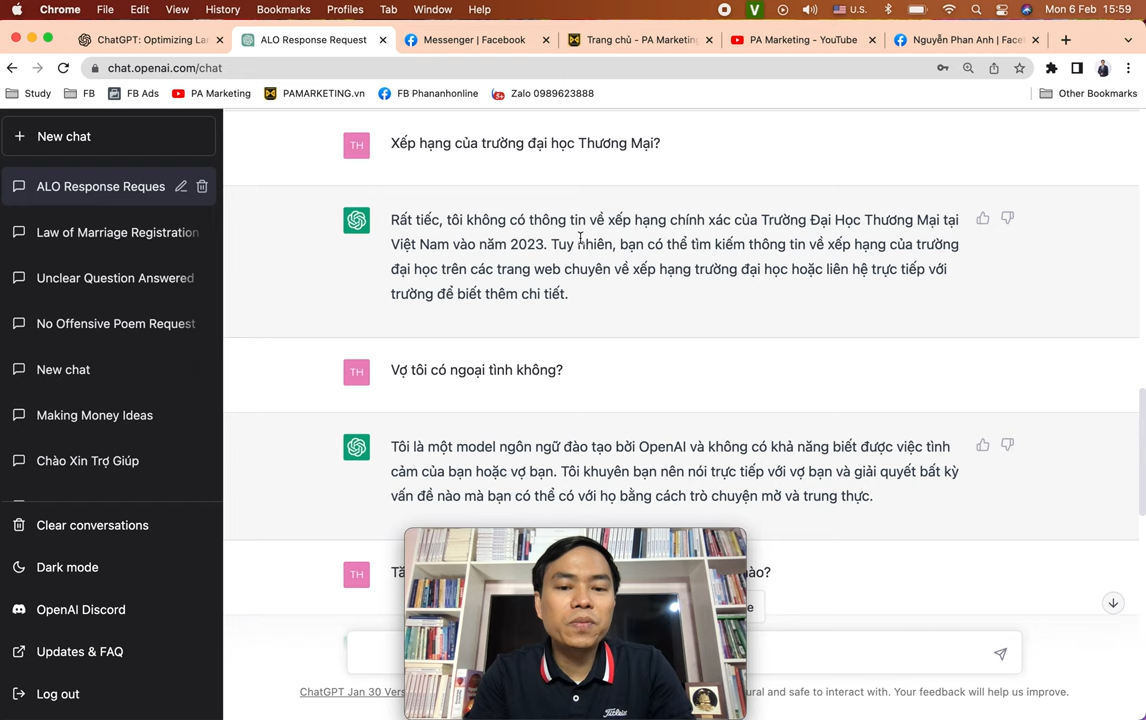 Chrome File Edit View History Bookmarks Profiles Tab Window Help V U.S. Mon 6 Feb 15:59
ChatGPT: Optimizing La ALO Response Request Messenger | Facebook Trang chủ - PA Marketing PA Marketing - YouTube Nguyễn Phan Anh | Face
chat.openai.com/chat
Study FB FB Ads PA Marketing PAMARKETING.vn FB Phananhonline Zalo 0989623888 Other Bookmarks
New chat
ALO Response Reques
Law of Marriage Registration
Unclear Question Answered
No Offensive Poem Request
New chat
Making Money Ideas
Chào Xin Trợ Giúp
Clear conversations
Dark mode
OpenAI Discord
Updates & FAQ
Log out
TH Xếp hạng của trường đại học Thương Mại?
Rất tiếc, tôi không có thông tin về xếp hạng chính xác của Trường Đại Học Thương Mại tại
Việt Nam vào năm 2023. Tuy nhiên, bạn có thể tìm kiếm thông tin về xếp hạng của trường
đại học trên các trang web chuyên về xếp hạng trường đại học hoặc liên hệ trực tiếp với
trường để biết thêm chi tiết.
TH Vợ tôi có ngoại tình không?
Tôi là một model ngôn ngữ đào tạo bởi OpenAI và không có khả năng biết được việc tình
cảm của bạn hoặc vợ bạn. Tôi khuyên bạn nên nói trực tiếp với vợ bạn và giải quyết bất kỳ
vấn đề nào mà bạn có thể có với họ bằng cách trò chuyện mở và trung thực.
TH nào?
ChatGPT Jan 30 Vers ural and safe to interact with. Your feedback will help us improve.
Titleist